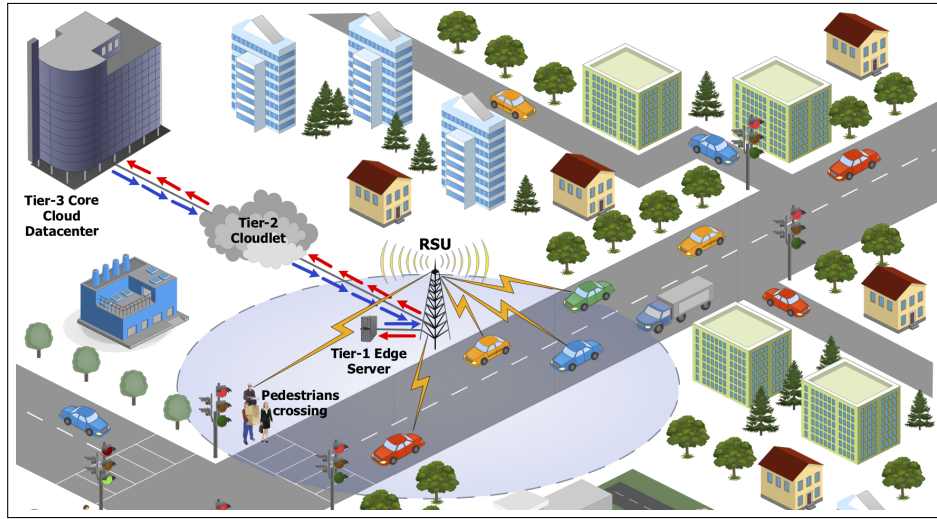 Tier-3 Core
Cloud
Datacenter
Tier-2
Cloudlet
RSU
Tier-1 Edge
Server
Pedestrians
crossing